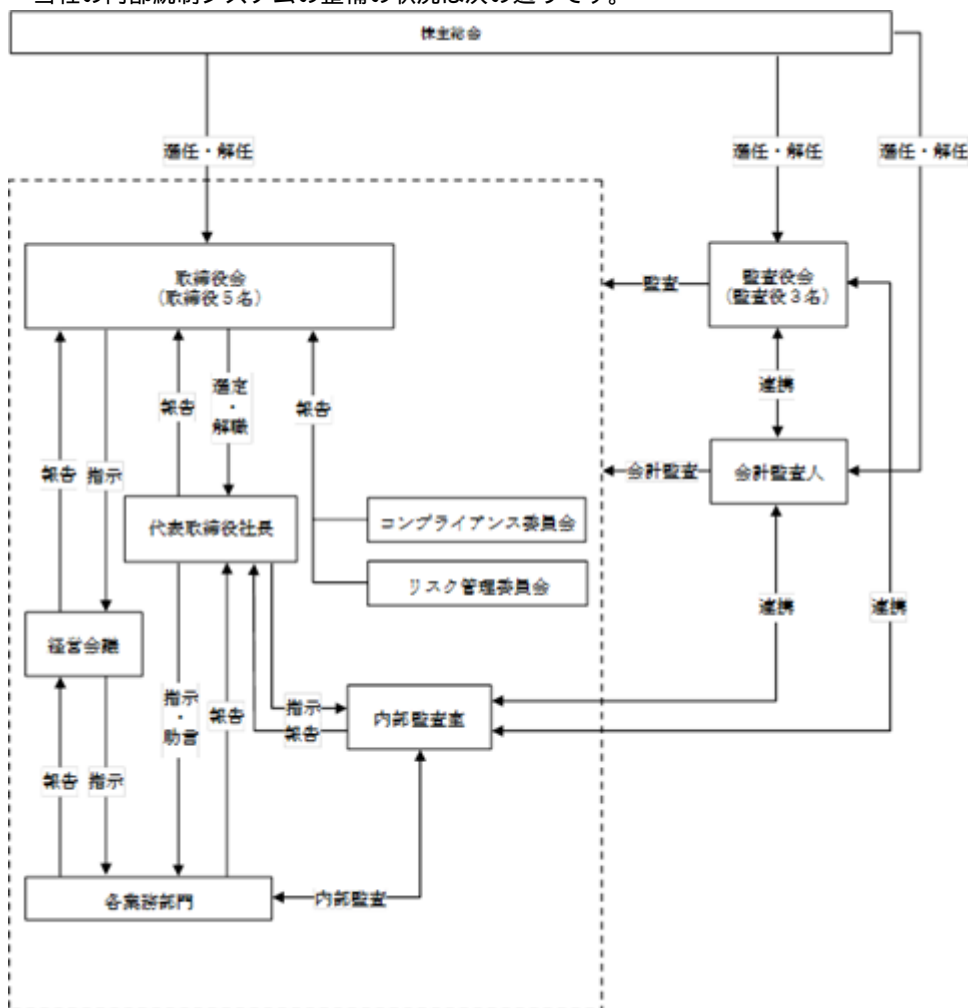 当社の内部統制システムの整備の状況は次の通りです。
株主総会
選任・解任
選任・解任
選任・解任
取締役会
(取締役5名)
監査
監査役会
(監査役3名)
報告
選定
・
解職
報告
連携
報告
指示
会計監査
会計監査人
代表取締役社長
コンプライアンス委員会
リスク管理委員会
連携
連携
経営会議
指示
・
助言
報告
指示
報告
内部監査室
報告
指示
各業務部門
内部監査